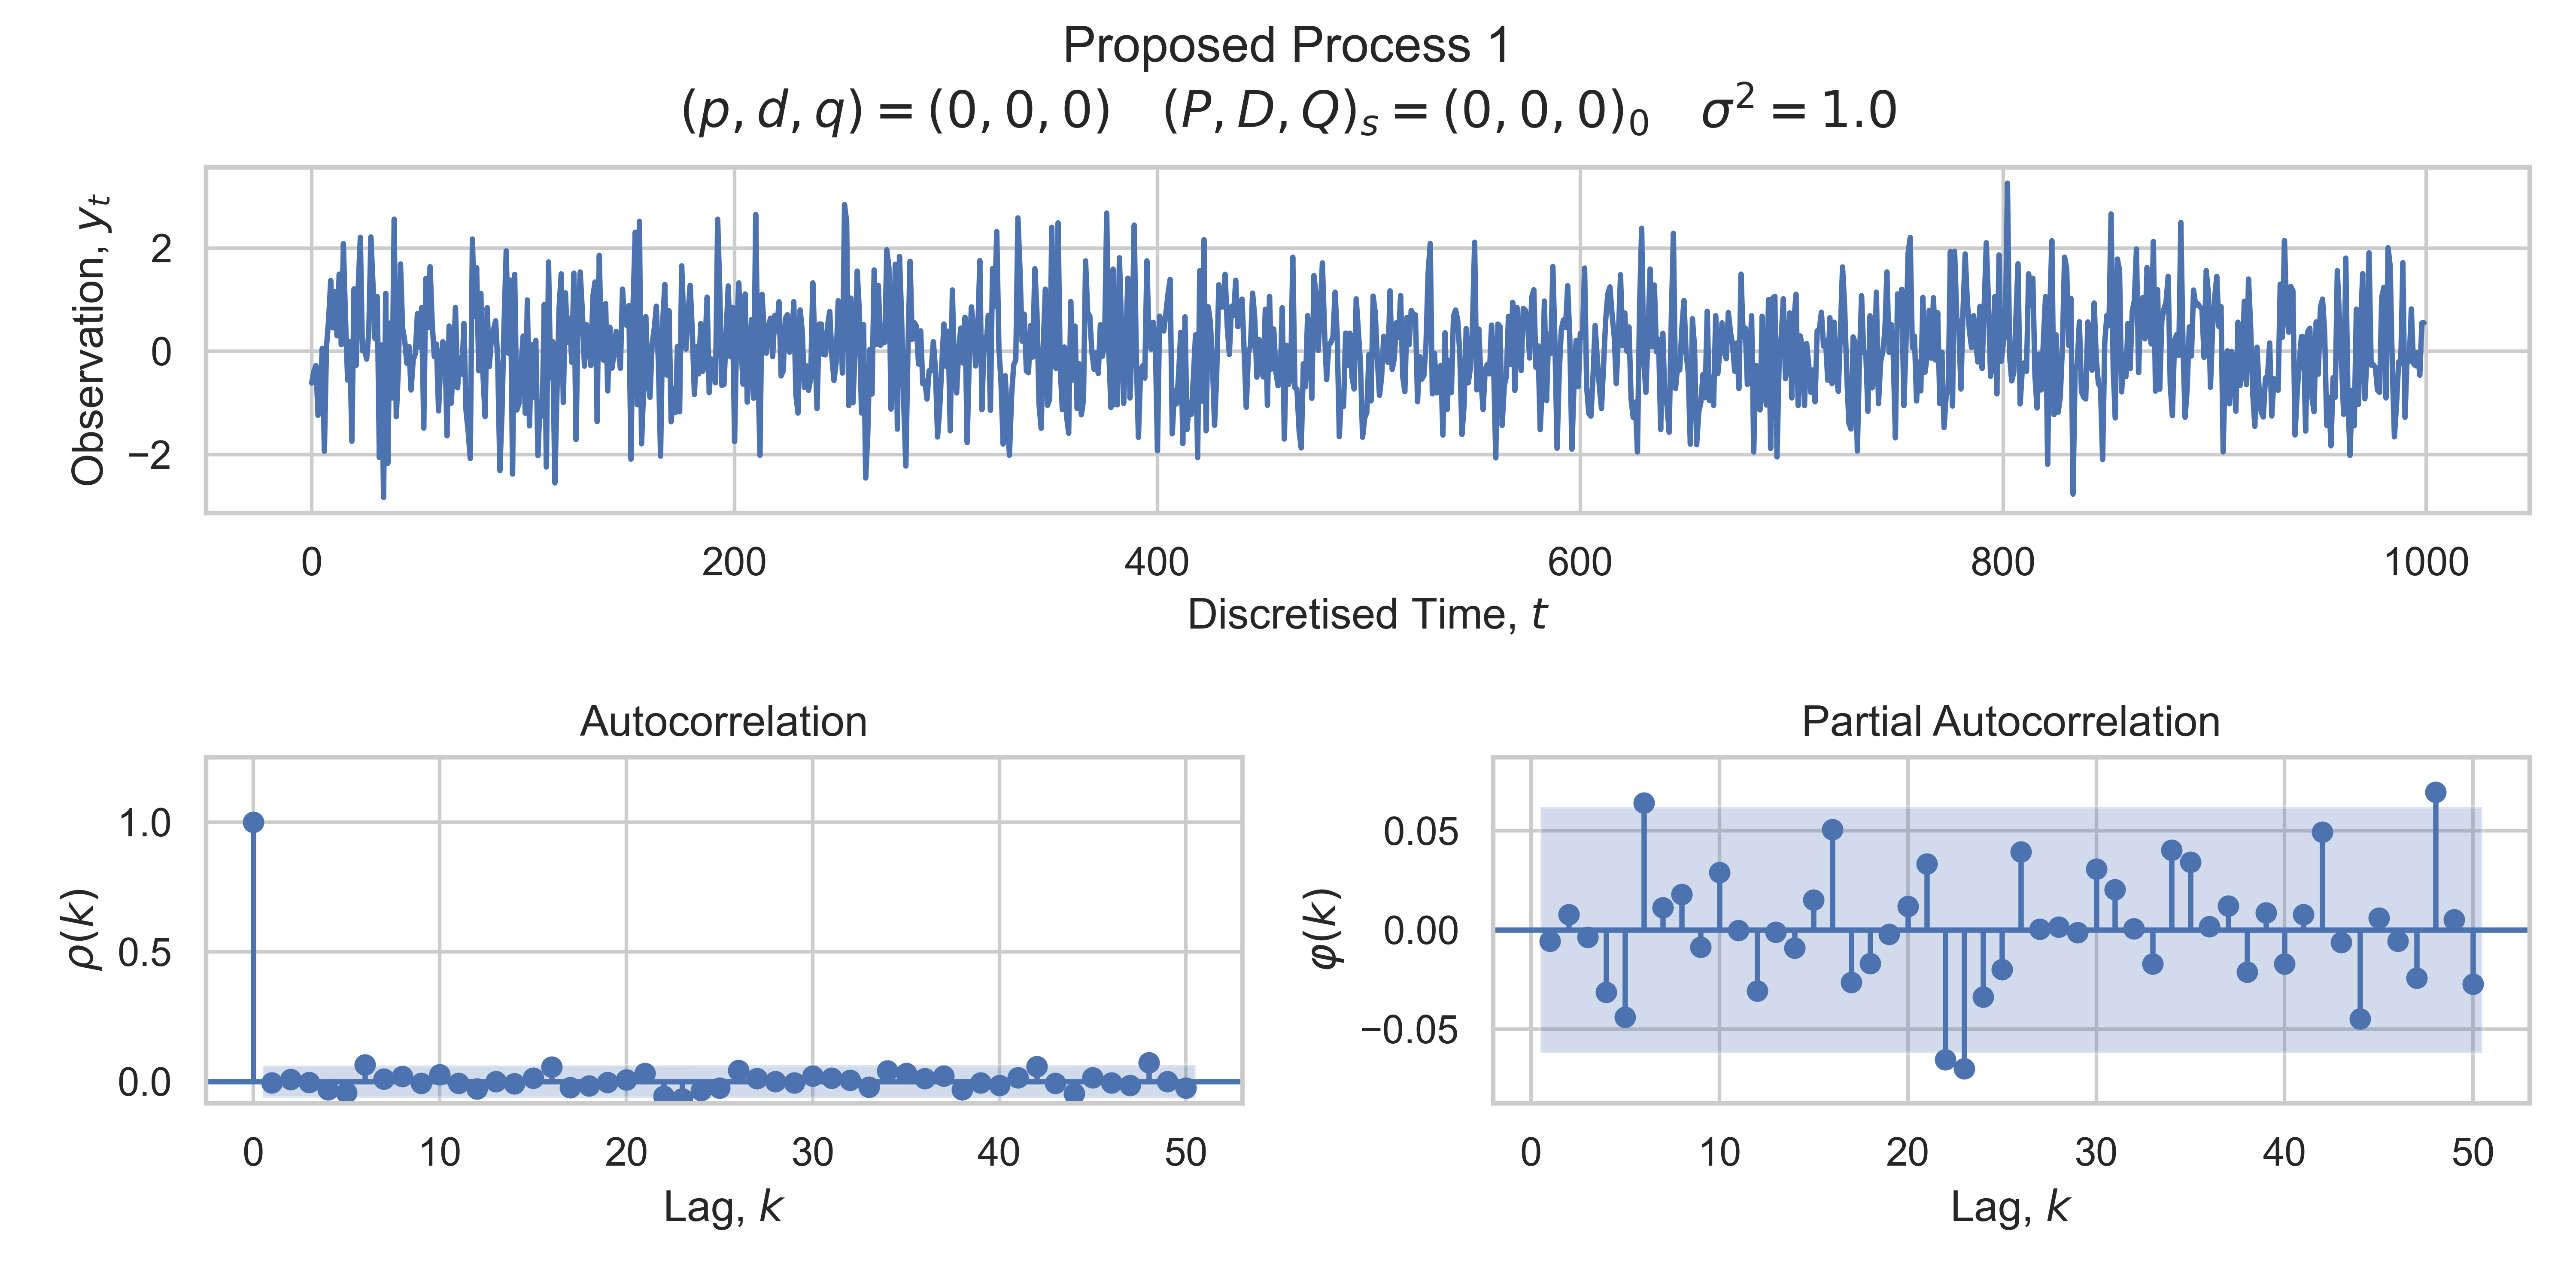 Proposed Process 1
(p, d, q) = (0, 0, 0) (P, D, Q)ₛ = (0, 0, 0)₀ σ² = 1.0
Observation, yₜ
2
0
−2
0 200 400 600 800 1000
Discretised Time, t
Autocorrelation
ρ(k)
1.0
0.5
0.0
0 10 20 30 40 50
Lag, k
Partial Autocorrelation
φ(k)
0.05
0.00
−0.05
0 10 20 30 40 50
Lag, k